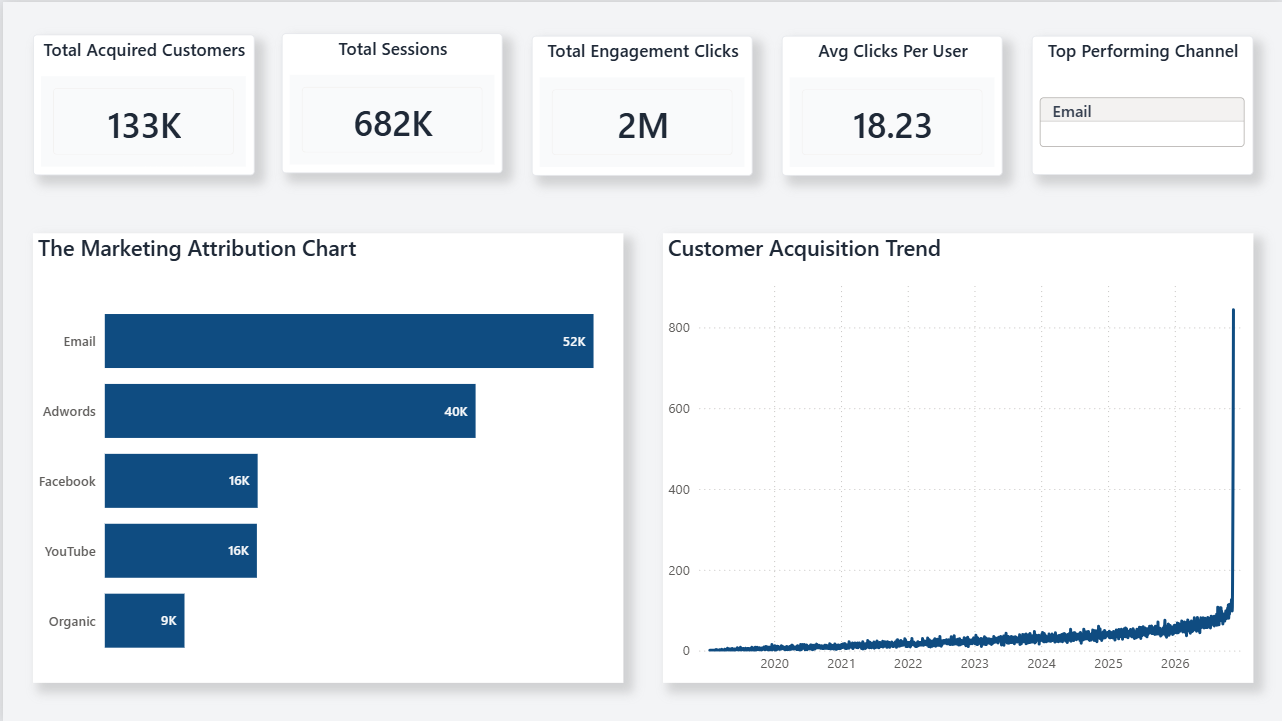 Total Acquired Customers
133K
Total Sessions
682K
Total Engagement Clicks
2M
Avg Clicks Per User
18.23
Top Performing Channel
Email
The Marketing Attribution Chart
Email 52K
Adwords 40K
Facebook 16K
YouTube 16K
Organic 9K
Customer Acquisition Trend
800
600
400
200
0
2020 2021 2022 2023 2024 2025 2026